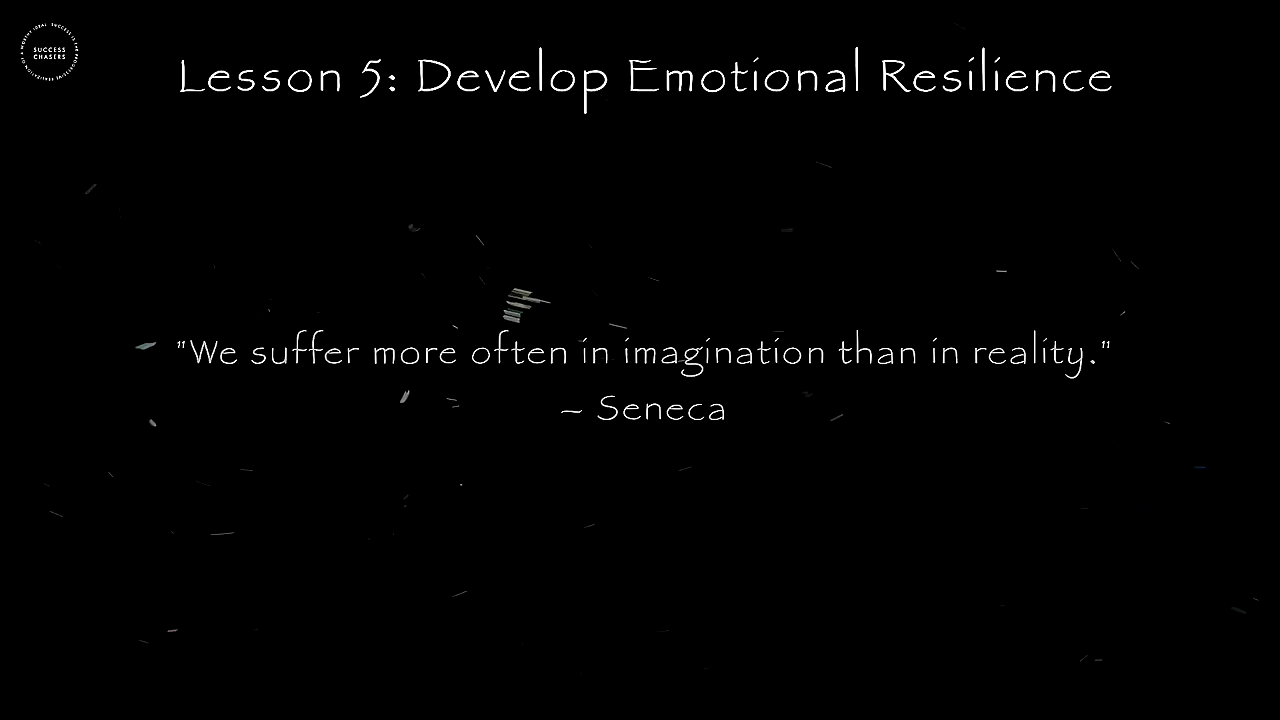 SUCCESS
CHASERS
Lesson 5: Develop Emotional Resilience
"We suffer more often in imagination than in reality."
– Seneca